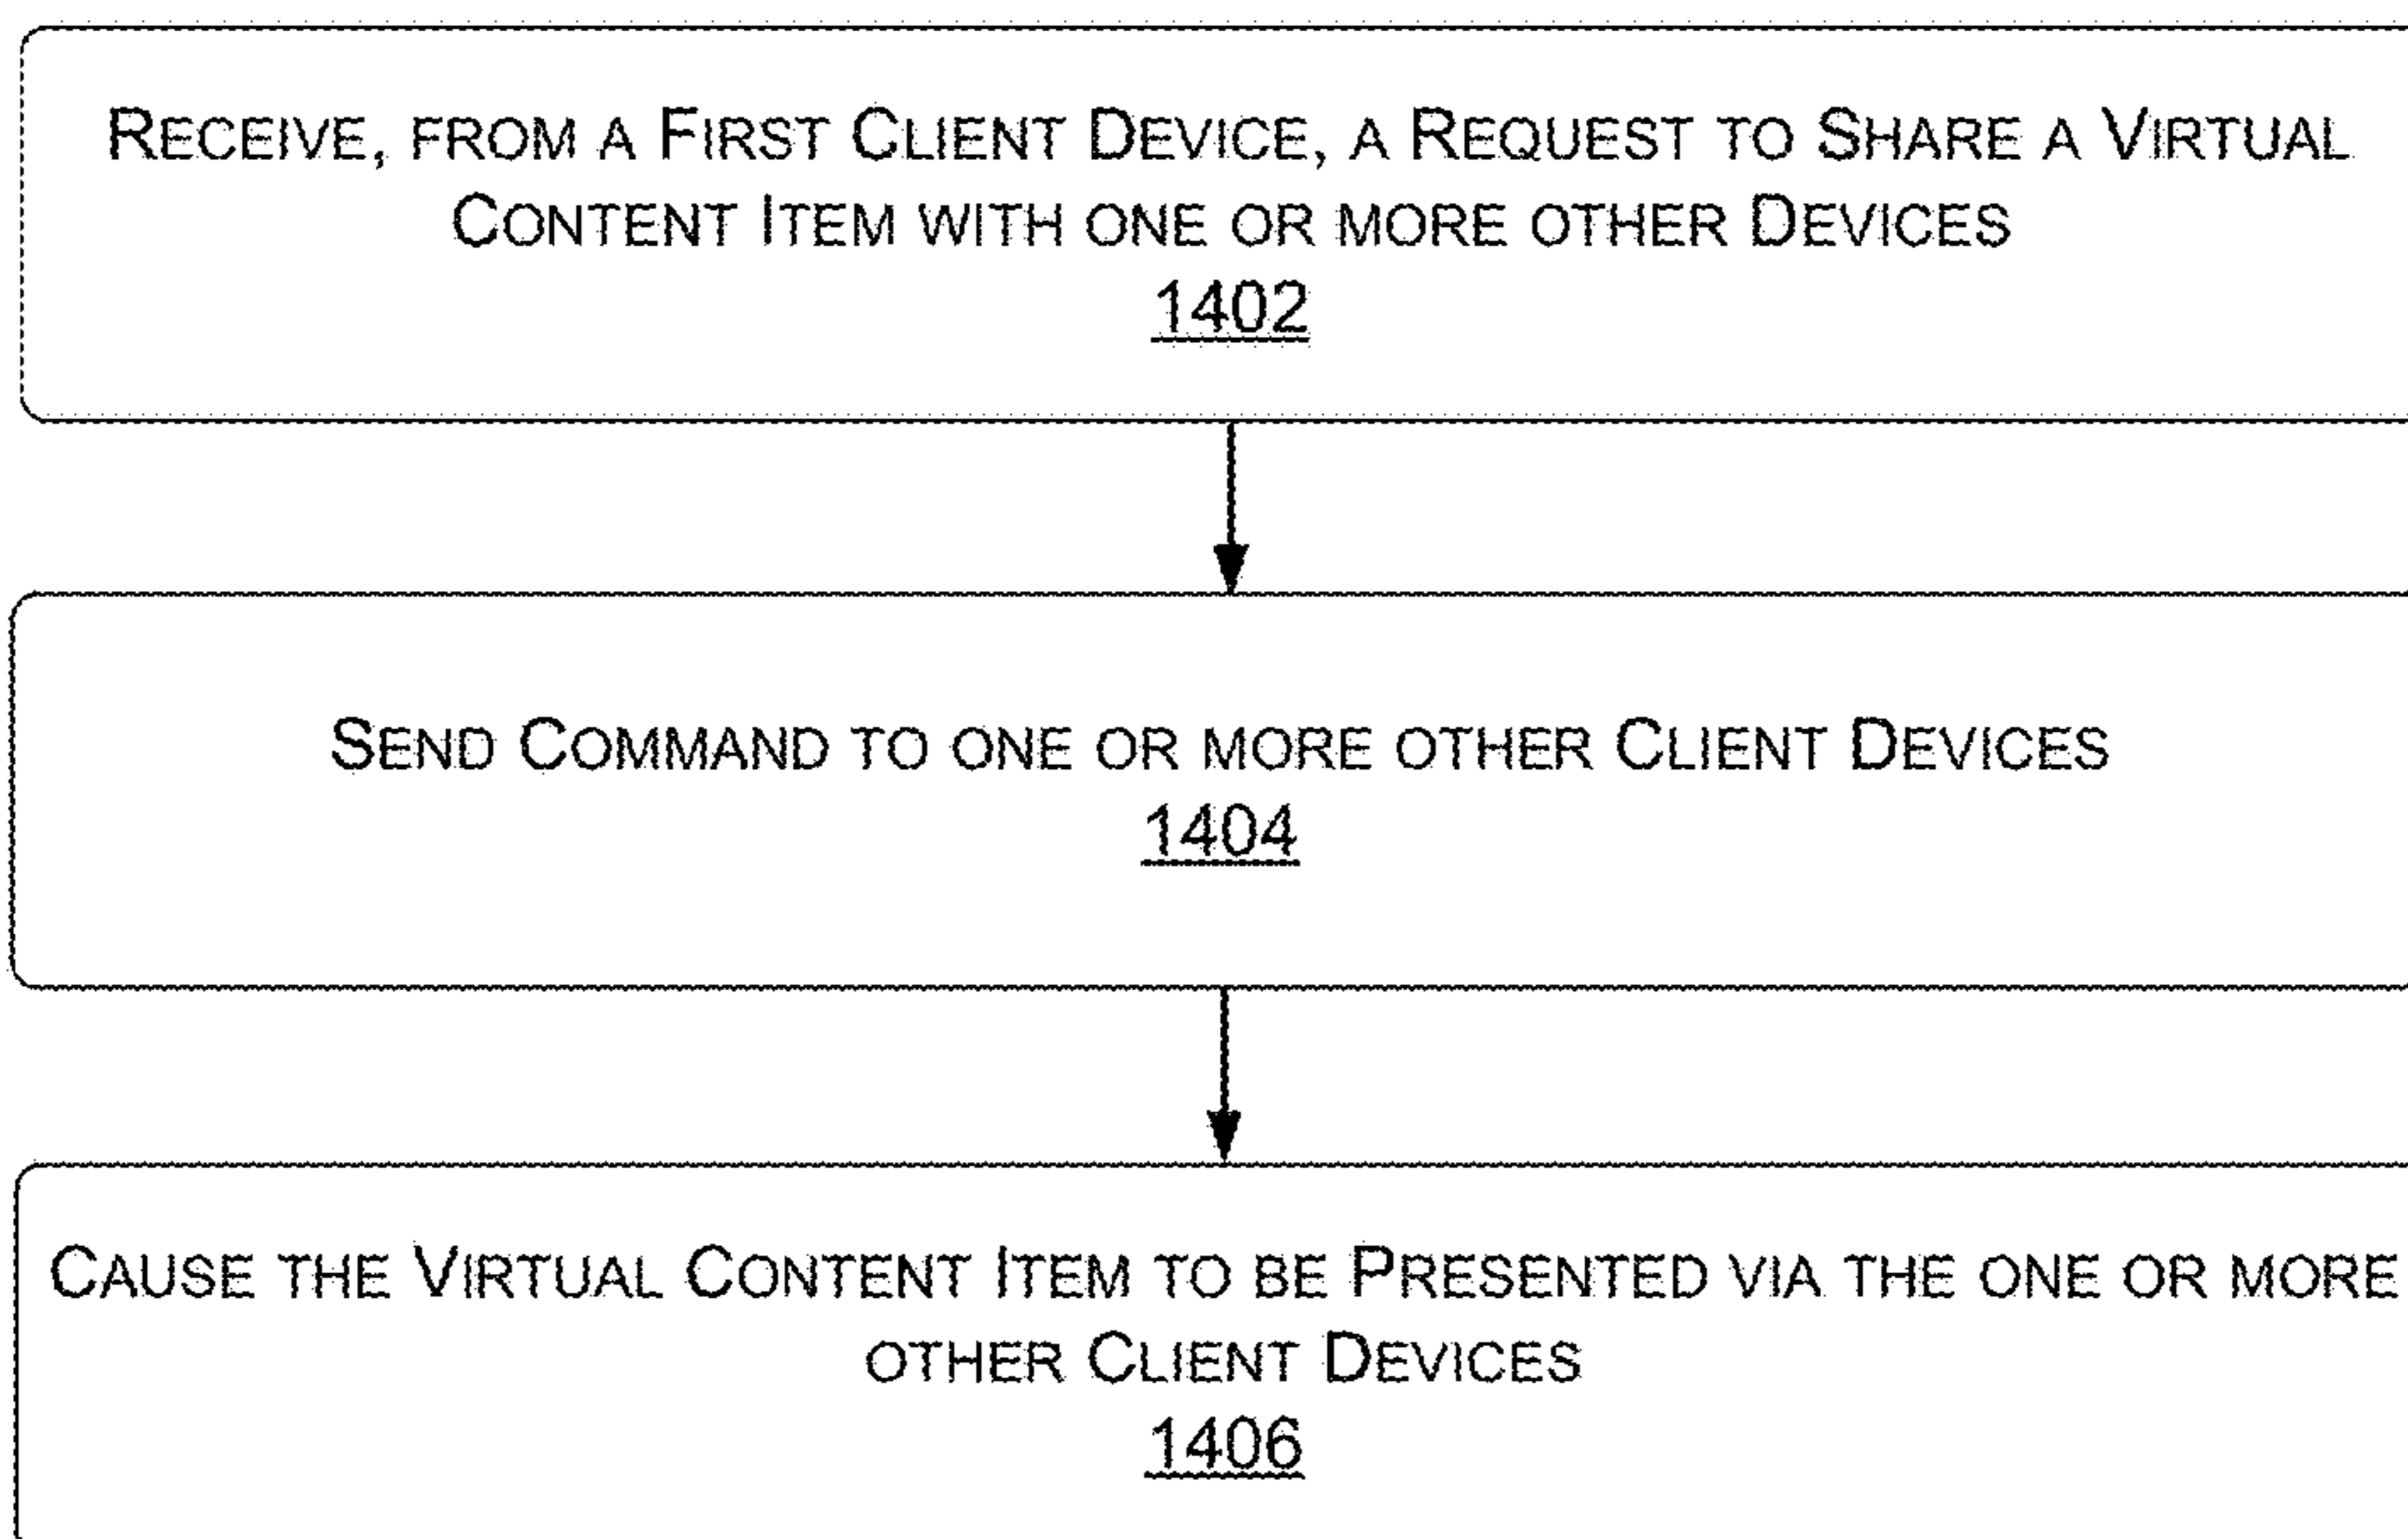 RECEIVE, FROM A FIRST CLIENT DEVICE, A REQUEST TO SHARE A VIRTUAL
CONTENT ITEM WITH ONE OR MORE OTHER DEVICES
1402
SEND COMMAND TO ONE OR MORE OTHER CLIENT DEVICES
1404
CAUSE THE VIRTUAL CONTENT ITEM TO BE PRESENTED VIA THE ONE OR MORE
OTHER CLIENT DEVICES
1406